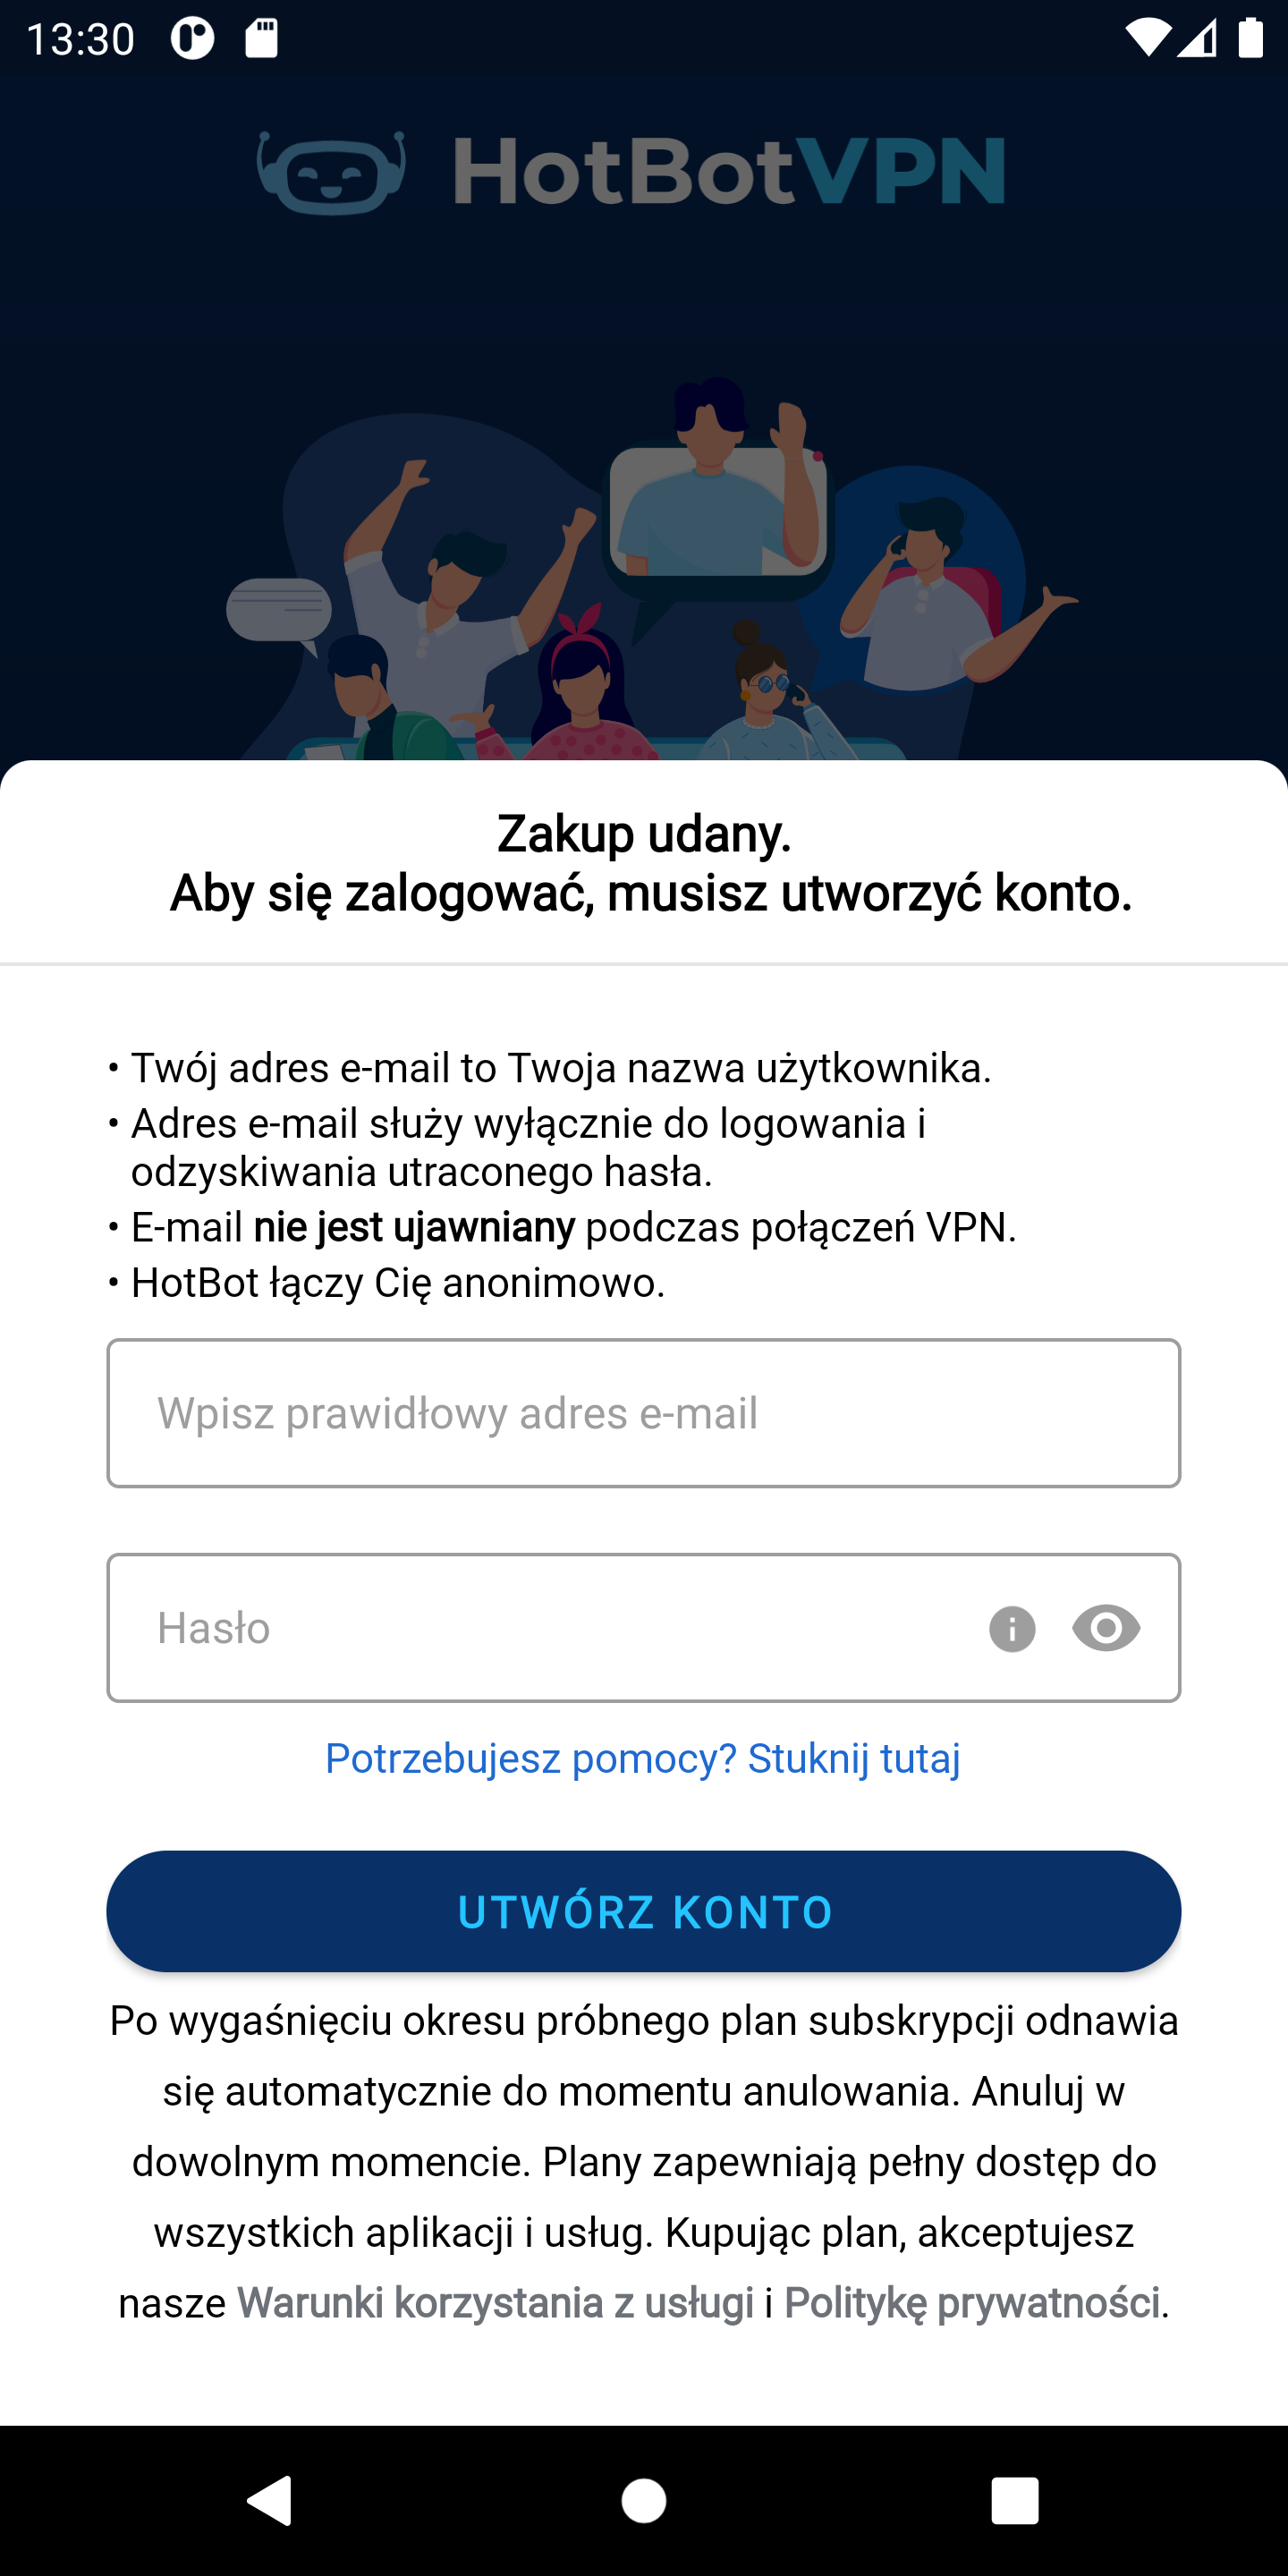 13:30
HotBotVPN
Zakup udany.
Aby się zalogować, musisz utworzyć konto.
• Twój adres e-mail to Twoja nazwa użytkownika.
• Adres e-mail służy wyłącznie do logowania i
odzyskiwania utraconego hasła.
• E-mail nie jest ujawniany podczas połączeń VPN.
• HotBot łączy Cię anonimowo.
Wpisz prawidłowy adres e-mail
Hasło
Potrzebujesz pomocy? Stuknij tutaj
UTWÓRZ KONTO
Po wygaśnięciu okresu próbnego plan subskrypcji odnawia
się automatycznie do momentu anulowania. Anuluj w
dowolnym momencie. Plany zapewniają pełny dostęp do
wszystkich aplikacji i usług. Kupując plan, akceptujesz
nasze Warunki korzystania z usługi i Politykę prywatności.